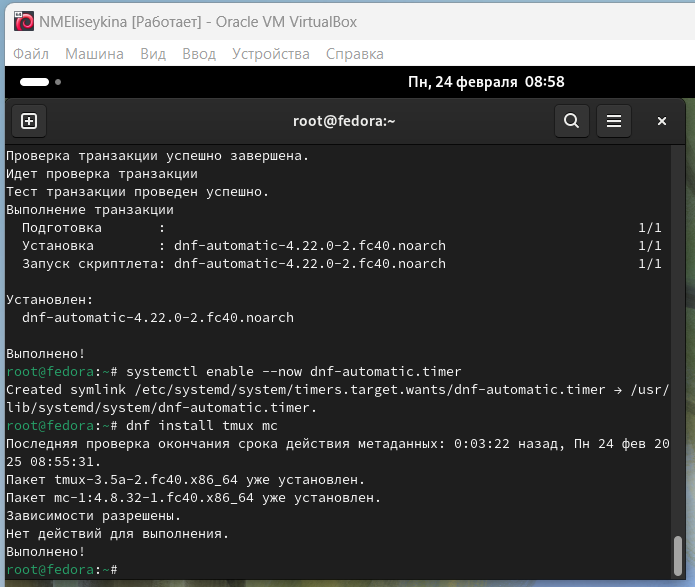 NMEliseykina [Работает] - Oracle VM VirtualBox
Файл Машина Вид Ввод Устройства Справка
Пн, 24 февраля 08:58
root@fedora:~
Проверка транзакции успешно завершена.
Идет проверка транзакции
Тест транзакции проведен успешно.
Выполнение транзакции
  Подготовка       :                                                           1/1
  Установка        : dnf-automatic-4.22.0-2.fc40.noarch                        1/1
  Запуск скриптлета: dnf-automatic-4.22.0-2.fc40.noarch                        1/1
Установлен:
  dnf-automatic-4.22.0-2.fc40.noarch
Выполнено!
root@fedora:~# systemctl enable --now dnf-automatic.timer
Created symlink /etc/systemd/system/timers.target.wants/dnf-automatic.timer → /usr/
lib/systemd/system/dnf-automatic.timer.
root@fedora:~# dnf install tmux mc
Последняя проверка окончания срока действия метаданных: 0:03:22 назад, Пн 24 фев 20
25 08:55:31.
Пакет tmux-3.5a-2.fc40.x86_64 уже установлен.
Пакет mc-1:4.8.32-1.fc40.x86_64 уже установлен.
Зависимости разрешены.
Нет действий для выполнения.
Выполнено!
root@fedora:~#